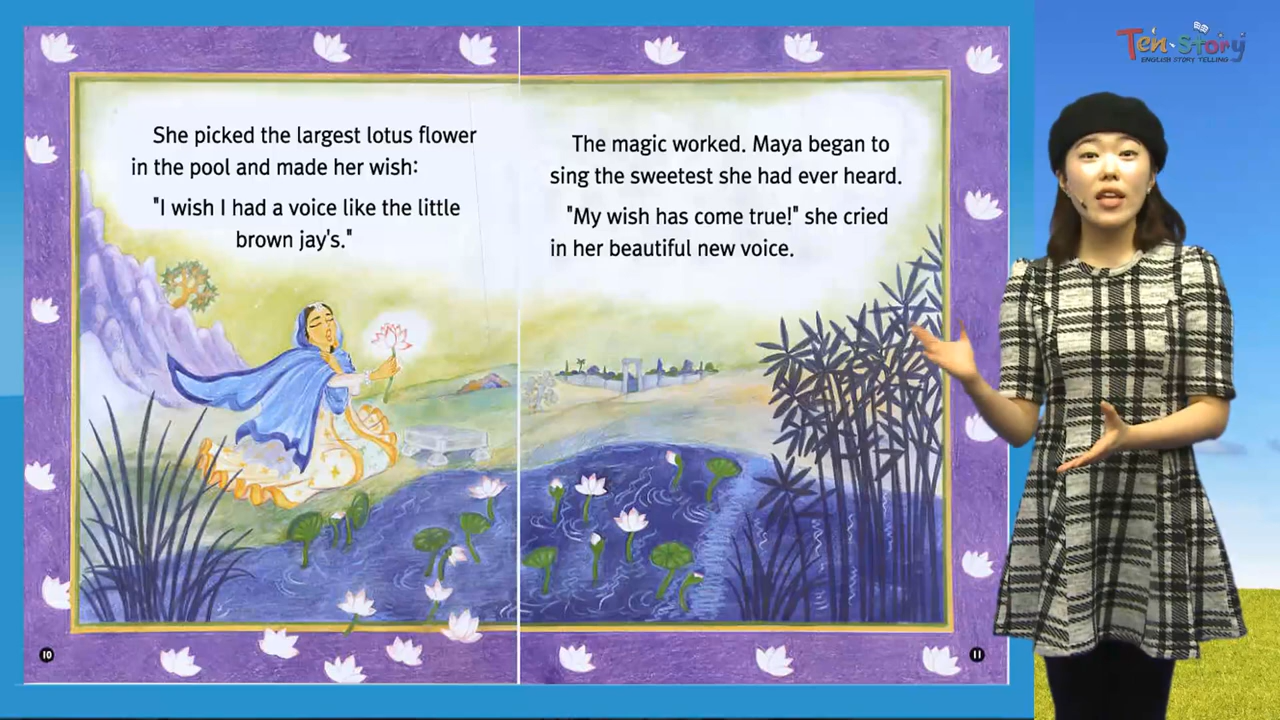 She picked the largest lotus flower
in the pool and made her wish:
"I wish I had a voice like the little
brown jay's."
10
The magic worked. Maya began to
sing the sweetest she had ever heard.
"My wish has come true!" she cried
in her beautiful new voice.
11
Ten Story
ENGLISH STORY TELLING